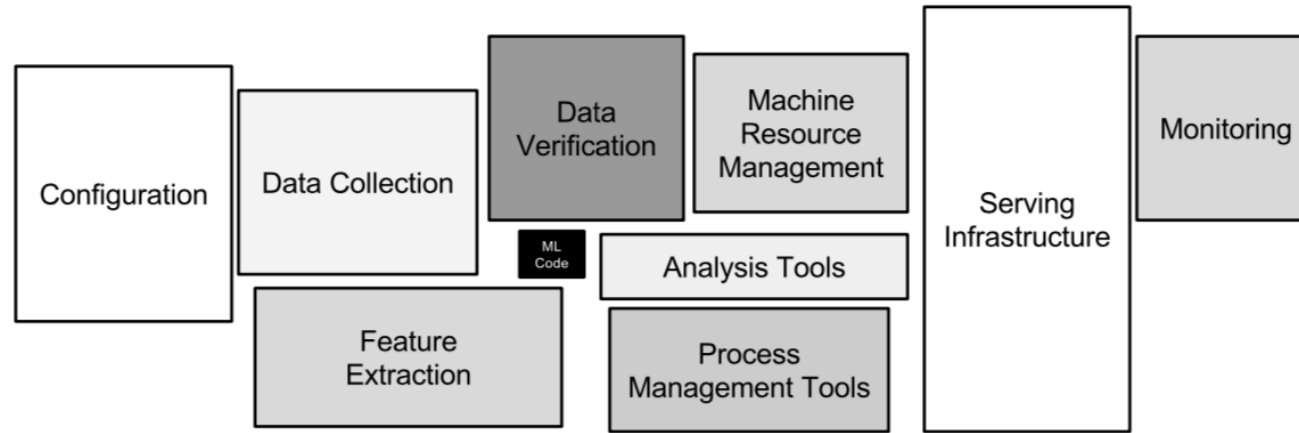 Configuration
Data Collection
Data
Verification
Machine
Resource
Management
Serving
Infrastructure
Monitoring
ML
Code
Analysis Tools
Feature
Extraction
Process
Management Tools